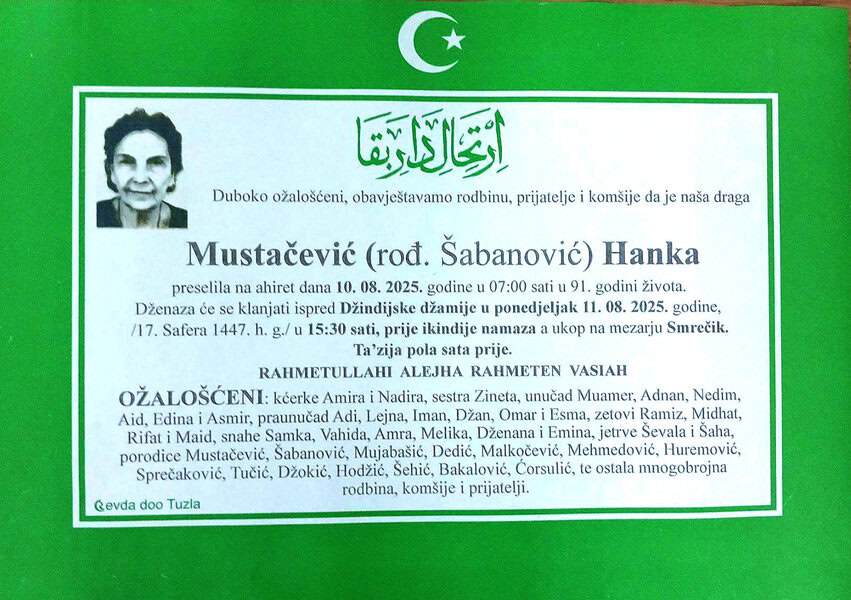 اِرْتِحَالِ دَارِ بَقَا
Duboko ožalošćeni, obavještavamo rodbinu, prijatelje i komšije da je naša draga
Mustačević (rođ. Šabanović) Hanka
preselila na ahiret dana 10. 08. 2025. godine u 07:00 sati u 91. godini života.
Dženaza će se klanjati ispred Džindijske džamije u ponedjeljak 11. 08. 2025. godine,
/17. Safera 1447. h. g./ u 15:30 sati, prije ikindije namaza a ukop na mezarju Smrečik.
Ta'zija pola sata prije.
RAHMETULLAHI ALEJHA RAHMETEN VASIAH
OŽALOŠĆENI: kćerke Amira i Nadira, sestra Zineta, unučad Muamer, Adnan, Nedim,
Aid, Edina i Asmir, praunučad Adi, Lejna, Iman, Džan, Omar i Esma, zetovi Ramiz, Midhat,
Rifat i Maid, snahe Samka, Vahida, Amra, Melika, Dženana i Emina, jetrve Ševala i Šaha,
porodice Mustačević, Šabanović, Mujabašić, Dedić, Malkočević, Mehmedović, Huremović,
Sprečaković, Tučić, Džokić, Hodžić, Šehić, Bakalović, Ćorsulić, te ostala mnogobrojna
rodbina, komšije i prijatelji.
Ševda doo Tuzla